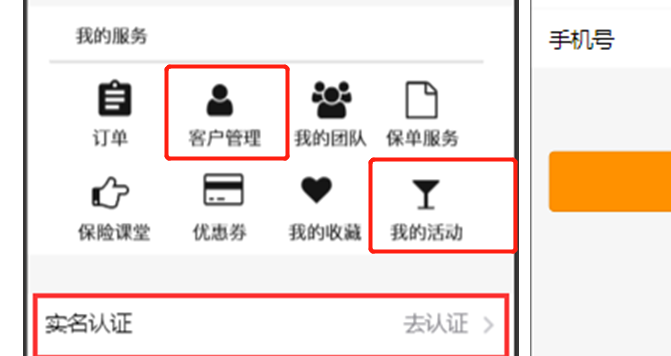 我的服务
手机号
订单 客户管理 我的团队 保单服务
保险课堂 优惠券 我的收藏 我的活动
实名认证 去认证